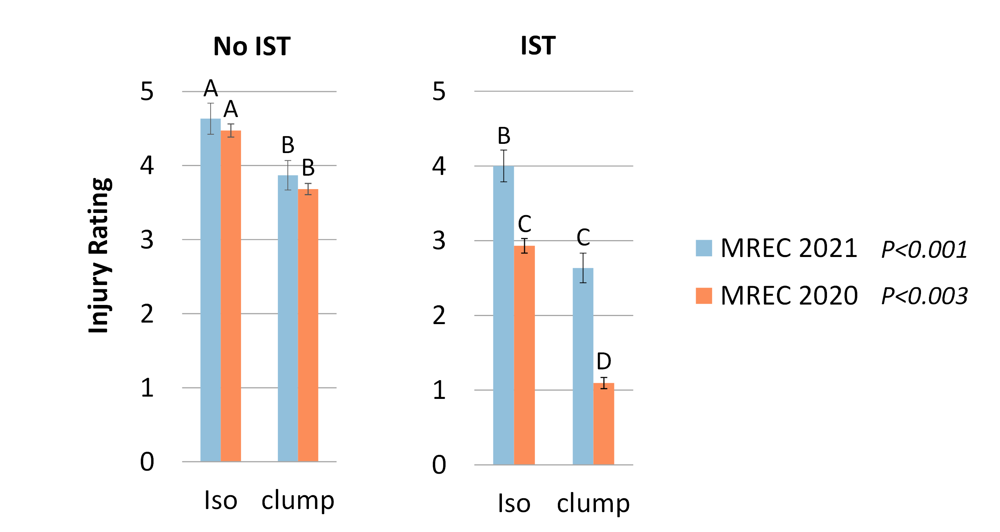 No IST
IST
Injury Rating
5
4
3
2
1
0
A
A
B
B
Iso
clump
5
4
3
2
1
0
B
C
C
D
Iso
clump
MREC 2021 P<0.001
MREC 2020 P<0.003